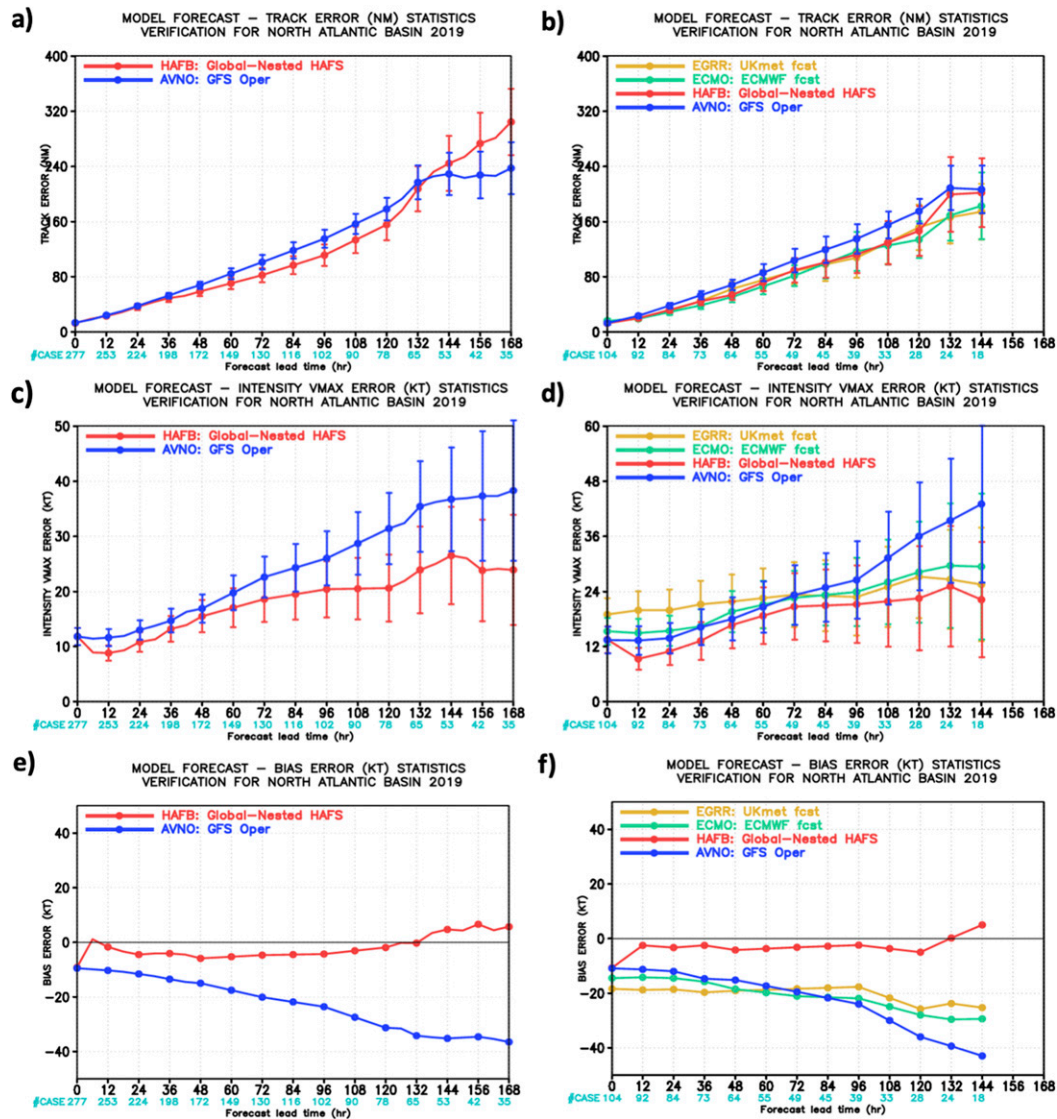 a)
MODEL FORECAST – TRACK ERROR (NM) STATISTICS
VERIFICATION FOR NORTH ATLANTIC BASIN 2019
HAFB: Global–Nested HAFS
AVNO: GFS Oper
TRACK ERROR (NM)
400
320
240
160
80
0
0 12 24 36 48 60 72 84 96 108 120 132 144 156 168
#CASE 277 253 224 198 172 149 130 116 102 90 78 65 53 42 35
Forecast lead time (hr)
b)
MODEL FORECAST – TRACK ERROR (NM) STATISTICS
VERIFICATION FOR NORTH ATLANTIC BASIN 2019
EGRR: UKmet fcst
ECMO: ECMWF fcst
HAFB: Global–Nested HAFS
AVNO: GFS Oper
TRACK ERROR (NM)
400
320
240
160
80
0
0 12 24 36 48 60 72 84 96 108 120 132 144 156 168
#CASE 104 92 84 73 64 55 49 45 39 33 28 24 18
Forecast lead time (hr)
c)
MODEL FORECAST – INTENSITY VMAX ERROR (KT) STATISTICS
VERIFICATION FOR NORTH ATLANTIC BASIN 2019
HAFB: Global–Nested HAFS
AVNO: GFS Oper
INTENSITY VMAX ERROR (KT)
50
40
30
20
10
0
0 12 24 36 48 60 72 84 96 108 120 132 144 156 168
#CASE 277 253 224 198 172 149 130 116 102 90 78 65 53 42 35
Forecast lead time (hr)
d)
MODEL FORECAST – INTENSITY VMAX ERROR (KT) STATISTICS
VERIFICATION FOR NORTH ATLANTIC BASIN 2019
EGRR: UKmet fcst
ECMO: ECMWF fcst
HAFB: Global–Nested HAFS
AVNO: GFS Oper
INTENSITY VMAX ERROR (KT)
60
48
36
24
12
0
0 12 24 36 48 60 72 84 96 108 120 132 144 156 168
#CASE 104 92 84 73 64 55 49 45 39 33 28 24 18
Forecast lead time (hr)
e)
MODEL FORECAST – BIAS ERROR (KT) STATISTICS
VERIFICATION FOR NORTH ATLANTIC BASIN 2019
HAFB: Global–Nested HAFS
AVNO: GFS Oper
BIAS ERROR (KT)
40
20
0
–20
–40
0 12 24 36 48 60 72 84 96 108 120 132 144 156 168
#CASE 277 253 224 198 172 149 130 116 102 90 78 65 53 42 35
Forecast lead time (hr)
f)
MODEL FORECAST – BIAS ERROR (KT) STATISTICS
VERIFICATION FOR NORTH ATLANTIC BASIN 2019
EGRR: UKmet fcst
ECMO: ECMWF fcst
HAFB: Global–Nested HAFS
AVNO: GFS Oper
BIAS ERROR (KT)
40
20
0
–20
–40
0 12 24 36 48 60 72 84 96 108 120 132 144 156 168
#CASE 104 92 84 73 64 55 49 45 39 33 28 24 18
Forecast lead time (hr)